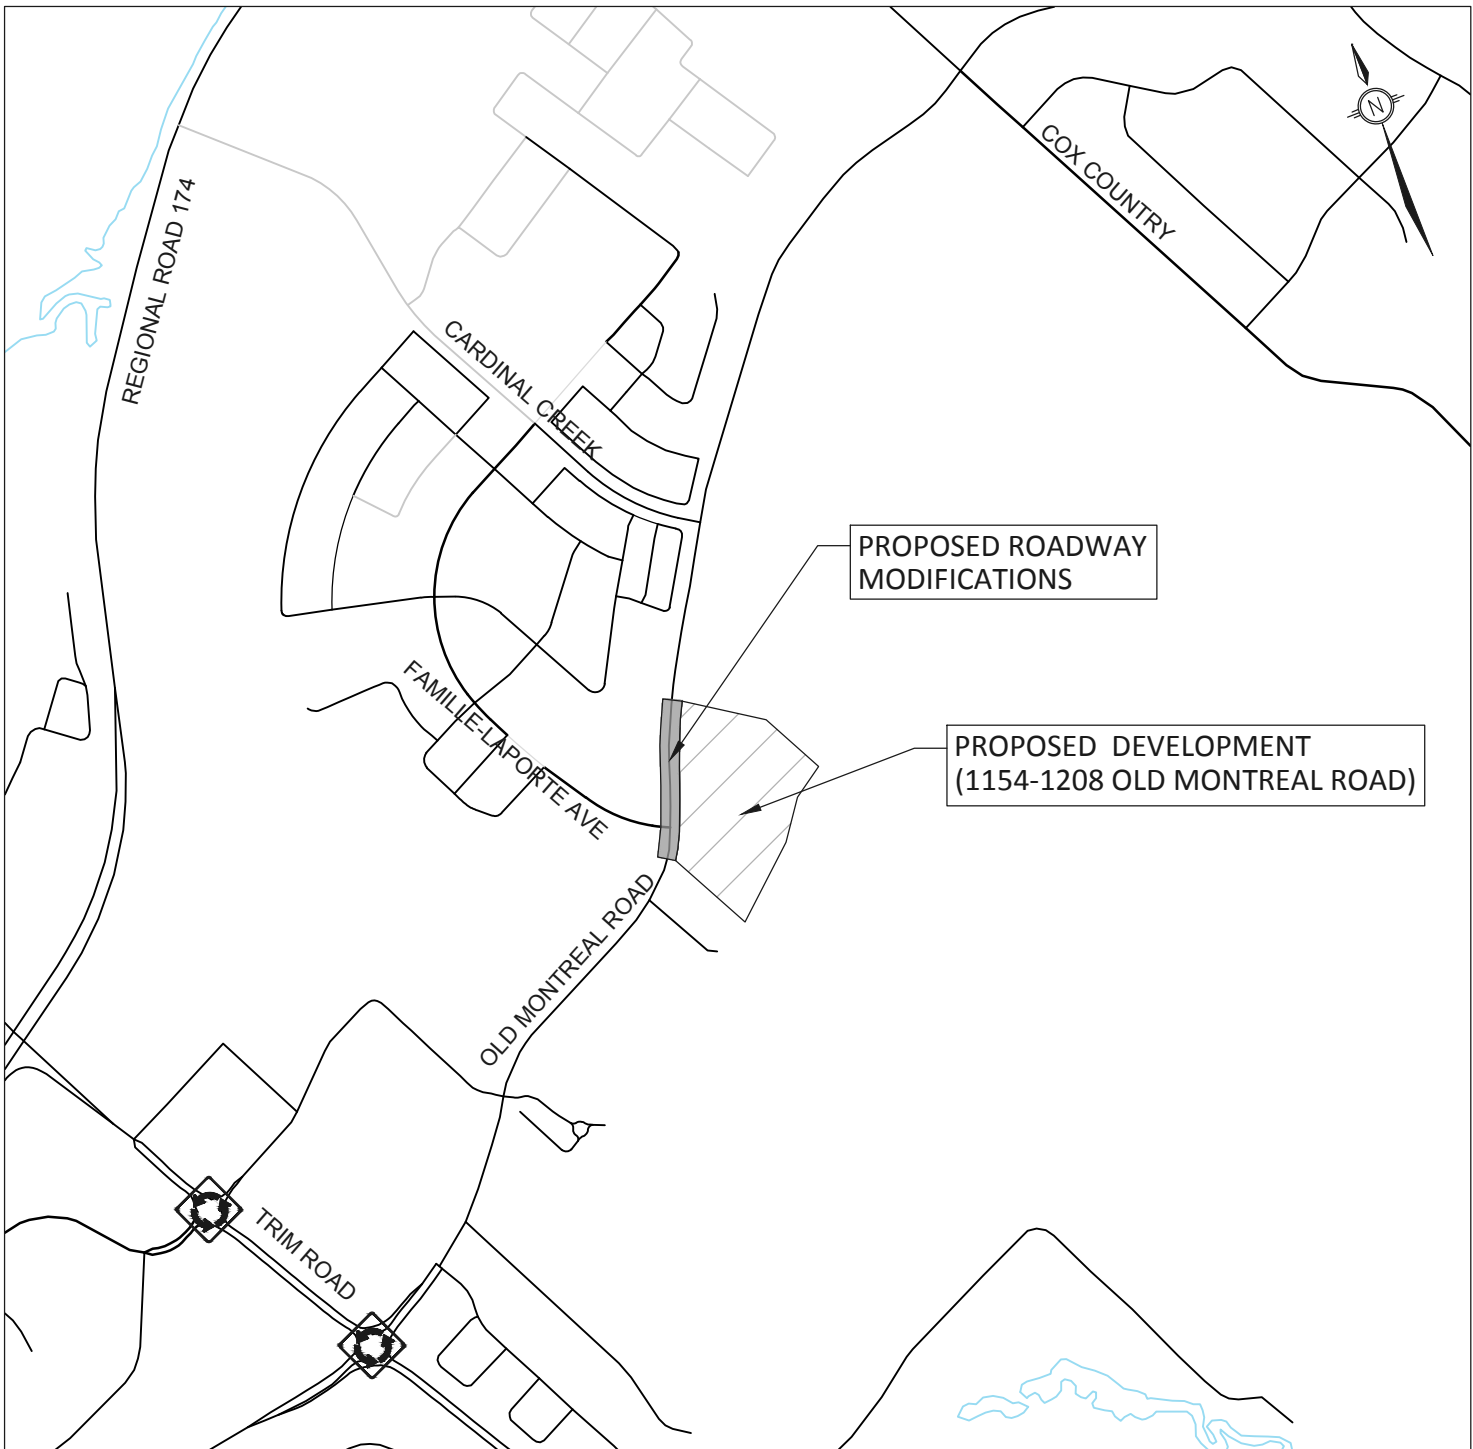 N
COX COUNTRY
REGIONAL ROAD 174
CARDINAL CREEK
PROPOSED ROADWAY
MODIFICATIONS
FAMILLE-LAPORTE AVE
PROPOSED DEVELOPMENT
(1154-1208 OLD MONTREAL ROAD)
OLD MONTREAL ROAD
TRIM ROAD